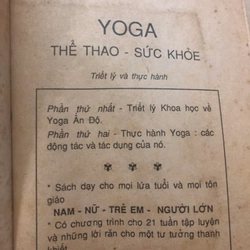 YOGA
THỂ THAO - SỨC KHỎE
Triết lý và thực hành
Phần thứ nhất - Triết lý Khoa học về
Yoga Ấn Độ.
Phần thứ hai - Thực hành Yoga : các
động tác và tác dụng của nó.
* Sách dạy cho mọi lứa tuổi và mọi tôn
giáo
NAM - NỮ - TRẺ EM - NGƯỜI LỚN
* Có chương trình cho 21 tuần tập luyện
và những lời răn cho một tư tưởng thanh
khiết